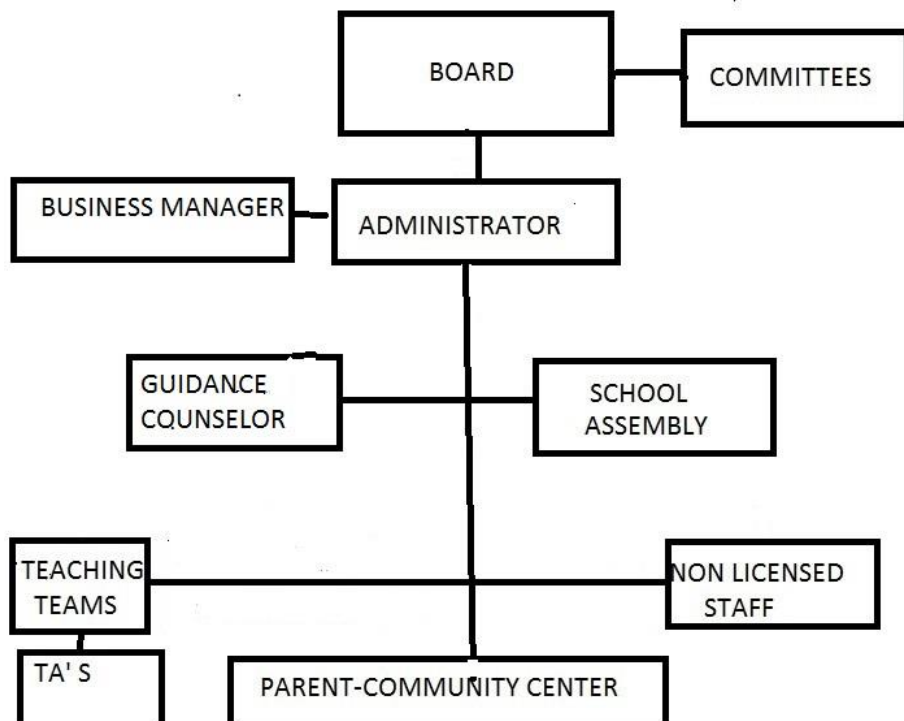 BOARD
COMMITTEES
BUSINESS MANAGER
ADMINISTRATOR
GUIDANCE
COUNSELOR
SCHOOL
ASSEMBLY
TEACHING
TEAMS
NON LICENSED
STAFF
TA' S
PARENT-COMMUNITY CENTER